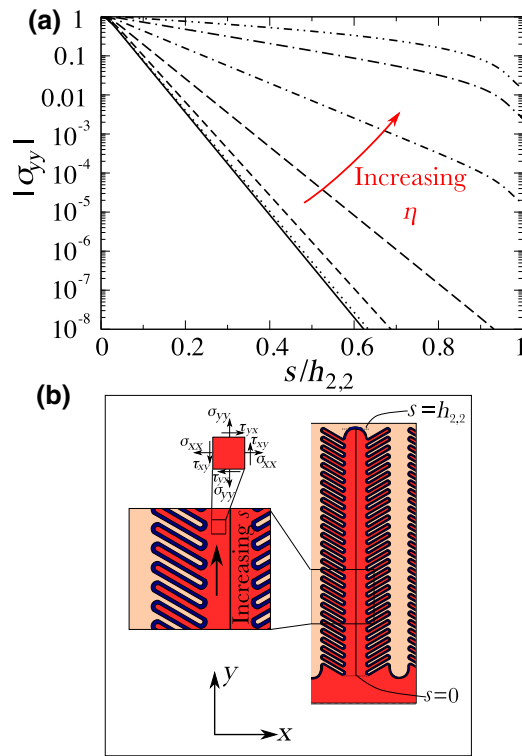 (a)
1
0.1
0.01
10⁻³
10⁻⁴
10⁻⁵
10⁻⁶
10⁻⁷
10⁻⁸
|σyy|
Increasing
η
0 0.2 0.4 0.6 0.8 1
s/h2,2
(b)
σyy
τyx
σxx τxy
τxy σxx
τyx
σyy
s=h2,2
Increasing s
s=0
y
x